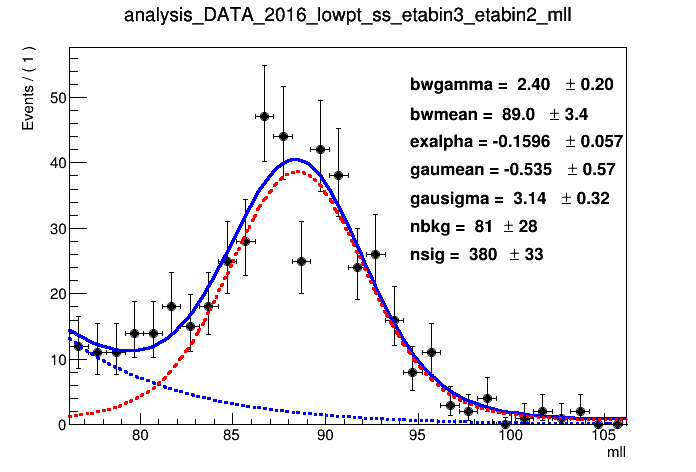 analysis_DATA_2016_lowpt_ss_etabin3_etabin2_mll
Events / ( 1 )
50
40
30
20
10
0
bwgamma = 2.40 ± 0.20
bwmean = 89.0 ± 3.4
exalpha = -0.1596 ± 0.057
gaumean = -0.535 ± 0.57
gausigma = 3.14 ± 0.32
nbkg = 81 ± 28
nsig = 380 ± 33
80 85 90 95 100 105
mll